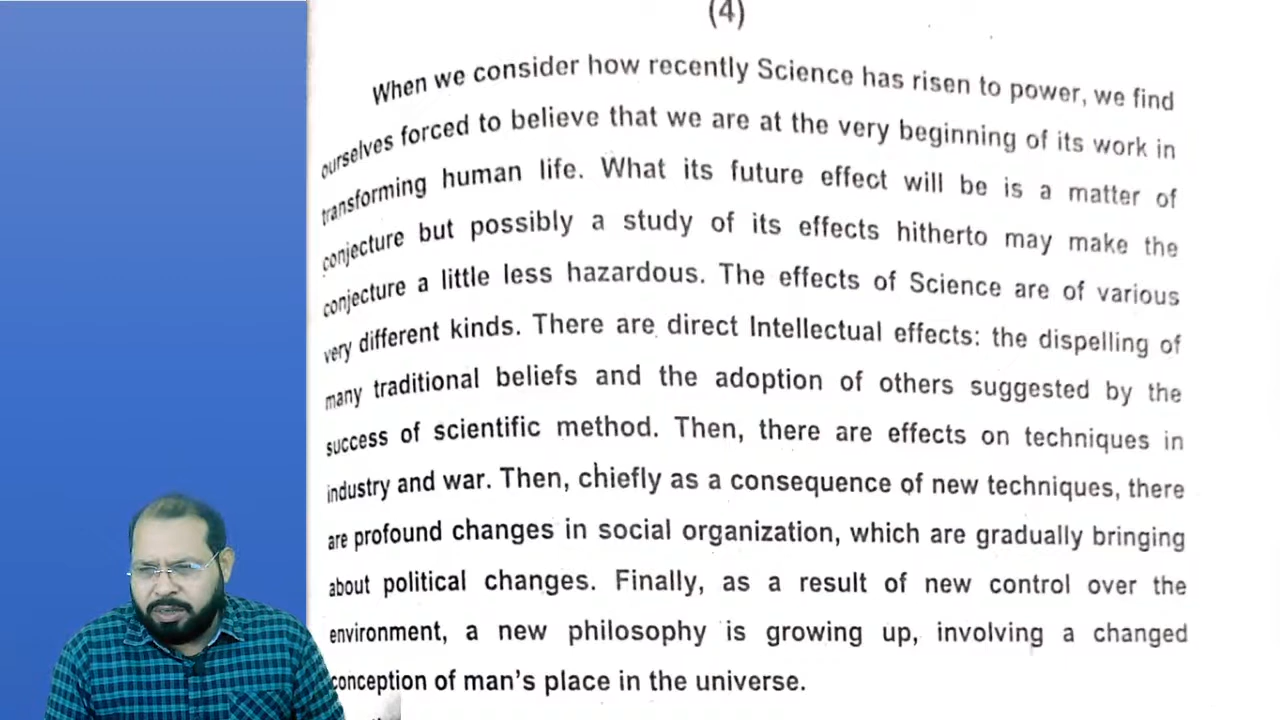 (4)
When we consider how recently Science has risen to power, we find
ourselves forced to believe that we are at the very beginning of its work in
transforming human life. What its future effect will be is a matter of
conjecture but possibly a study of its effects hitherto may make the
conjecture a little less hazardous. The effects of Science are of various
very different kinds. There are direct Intellectual effects: the dispelling of
many traditional beliefs and the adoption of others suggested by the
success of scientific method. Then, there are effects on techniques in
industry and war. Then, chiefly as a consequence of new techniques, there
are profound changes in social organization, which are gradually bringing
about political changes. Finally, as a result of new control over the
environment, a new philosophy is growing up, involving a changed
conception of man's place in the universe.